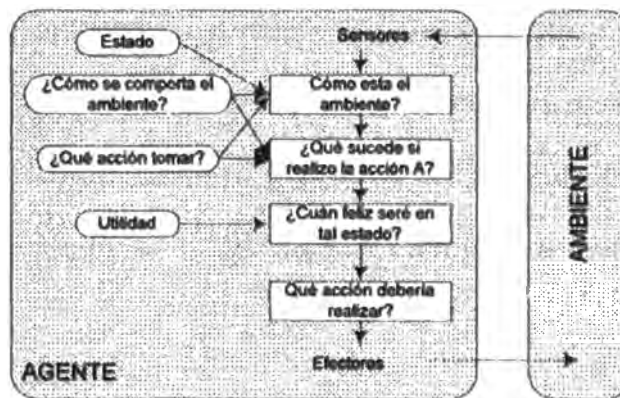 Estado
Sensores
¿Cómo se comporta el
ambiente?
Cómo esta el
ambiente?
¿Qué acción tomar?
¿Qué sucede si
realizo la acción A?
Utilidad
¿Cuán feliz seré en
tal estado?
Qué acción debería
realizar?
Efectores
AGENTE
AMBIENTE